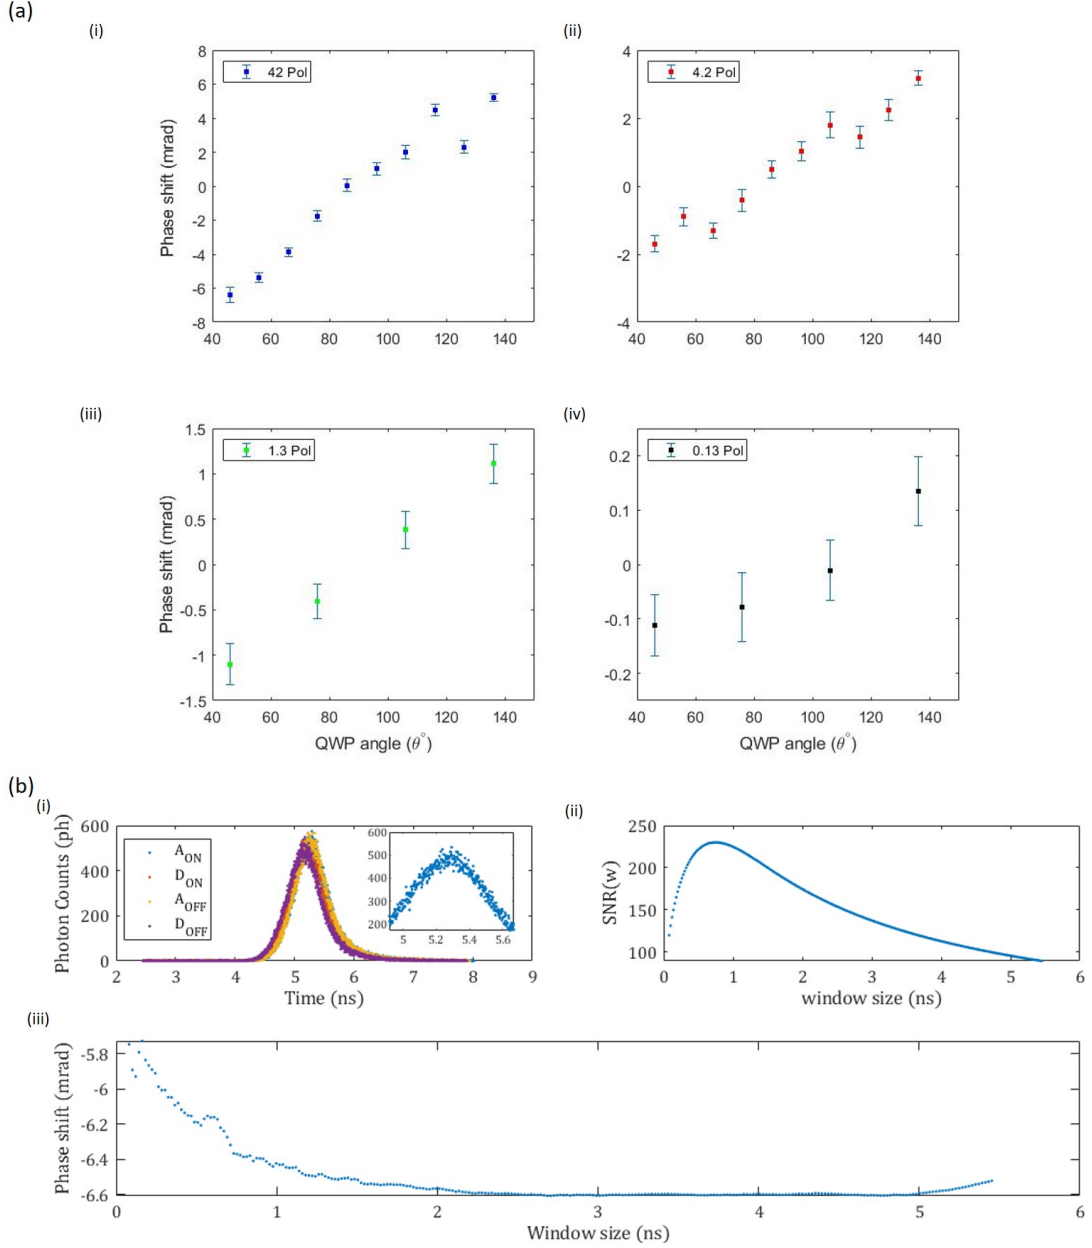 (a)
(i)
8
6
4
2
0
-2
-4
-6
-8
42 Pol
Phase shift (mrad)
40 60 80 100 120 140
(ii)
4
2
0
-2
-4
4.2 Pol
40 60 80 100 120 140
(iii)
1.5
1
0.5
0
-0.5
-1
-1.5
1.3 Pol
Phase shift (mrad)
40 60 80 100 120 140
QWP angle (θ°)
(iv)
0.2
0.1
0
-0.1
-0.2
0.13 Pol
40 60 80 100 120 140
QWP angle (θ°)
(b)
(i)
600
400
200
0
Photon Counts (ph)
A_ON
D_ON
A_OFF
D_OFF
600
500
400
300
200
5 5.2 5.4 5.6
2 3 4 5 6 7 8 9
Time (ns)
(ii)
250
200
150
100
SNR(w)
0 1 2 3 4 5 6
window size (ns)
(iii)
-5.8
-6
-6.2
-6.4
-6.6
Phase shift (mrad)
0 1 2 3 4 5 6
Window size (ns)